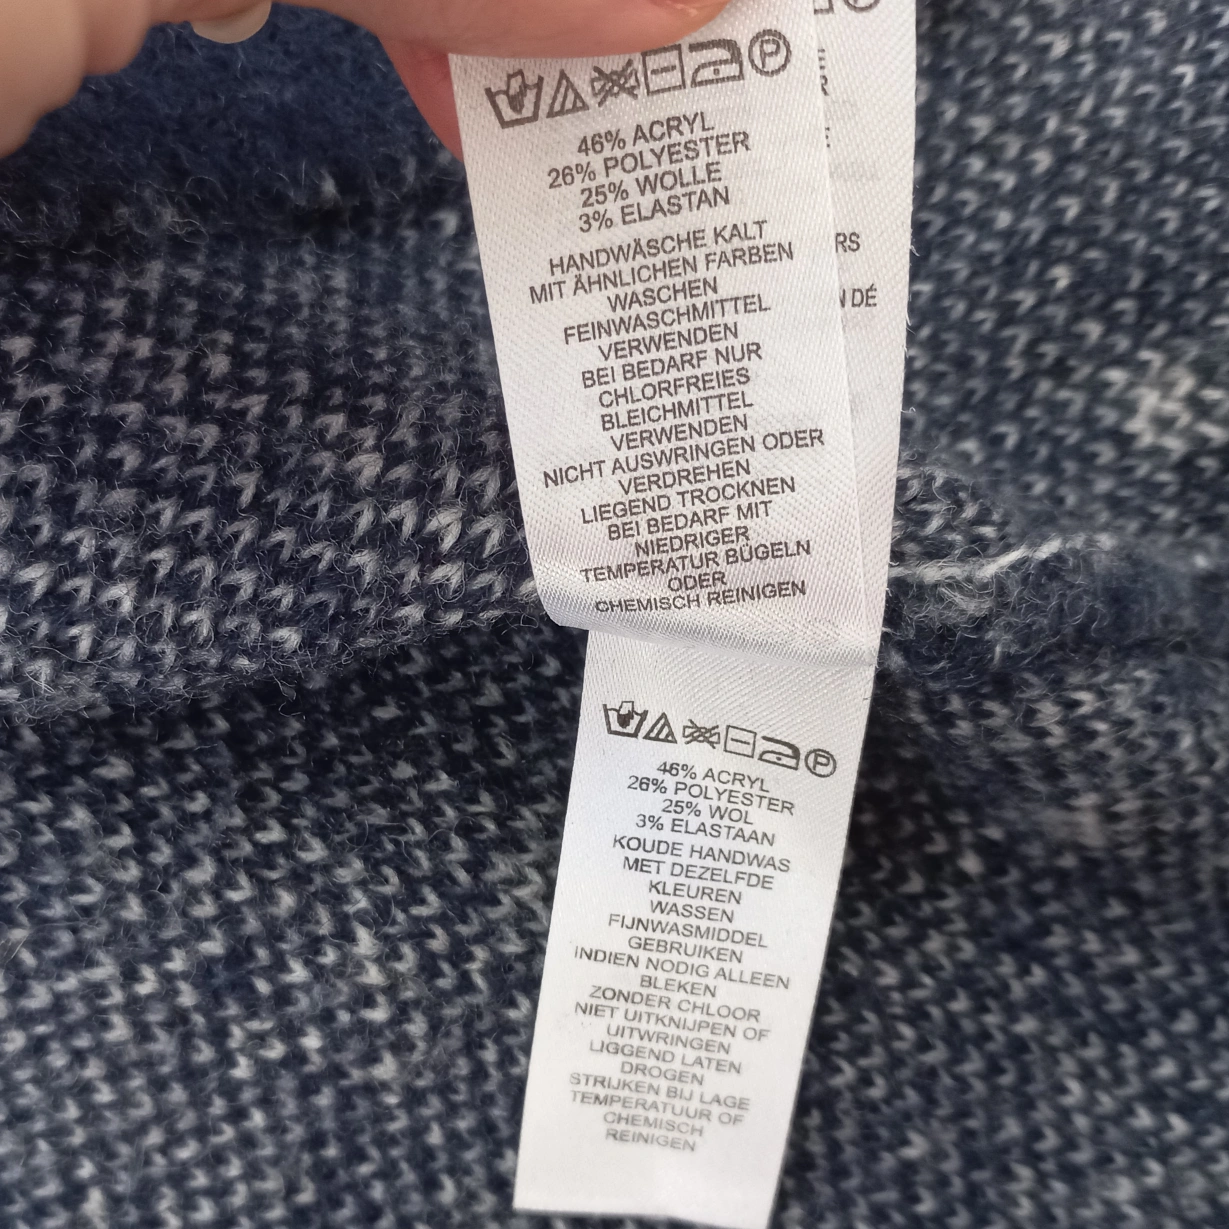 46% ACRYL
26% POLYESTER
25% WOLLE
3% ELASTAN
HANDWÄSCHE KALT
MIT ÄHNLICHEN FARBEN
WASCHEN
FEINWASCHMITTEL
VERWENDEN
BEI BEDARF NUR
CHLORFREIES
BLEICHMITTEL
VERWENDEN
NICHT AUSWRINGEN ODER
VERDREHEN
LIEGEND TROCKNEN
BEI BEDARF MIT
NIEDRIGER
TEMPERATUR BÜGELN
ODER
CHEMISCH REINIGEN
RS
DÉ
P
46% ACRYL
26% POLYESTER
25% WOL
3% ELASTAAN
KOUDE HANDWAS
MET DEZELFDE
KLEUREN
WASSEN
FIJNWASMIDDEL
GEBRUIKEN
INDIEN NODIG ALLEEN
BLEKEN
ZONDER CHLOOR
NIET UITKNIJPEN OF
UITWRINGEN
LIGGEND LATEN
DROGEN
STRIJKEN BIJ LAGE
TEMPERATUUR OF
CHEMISCH
REINIGEN